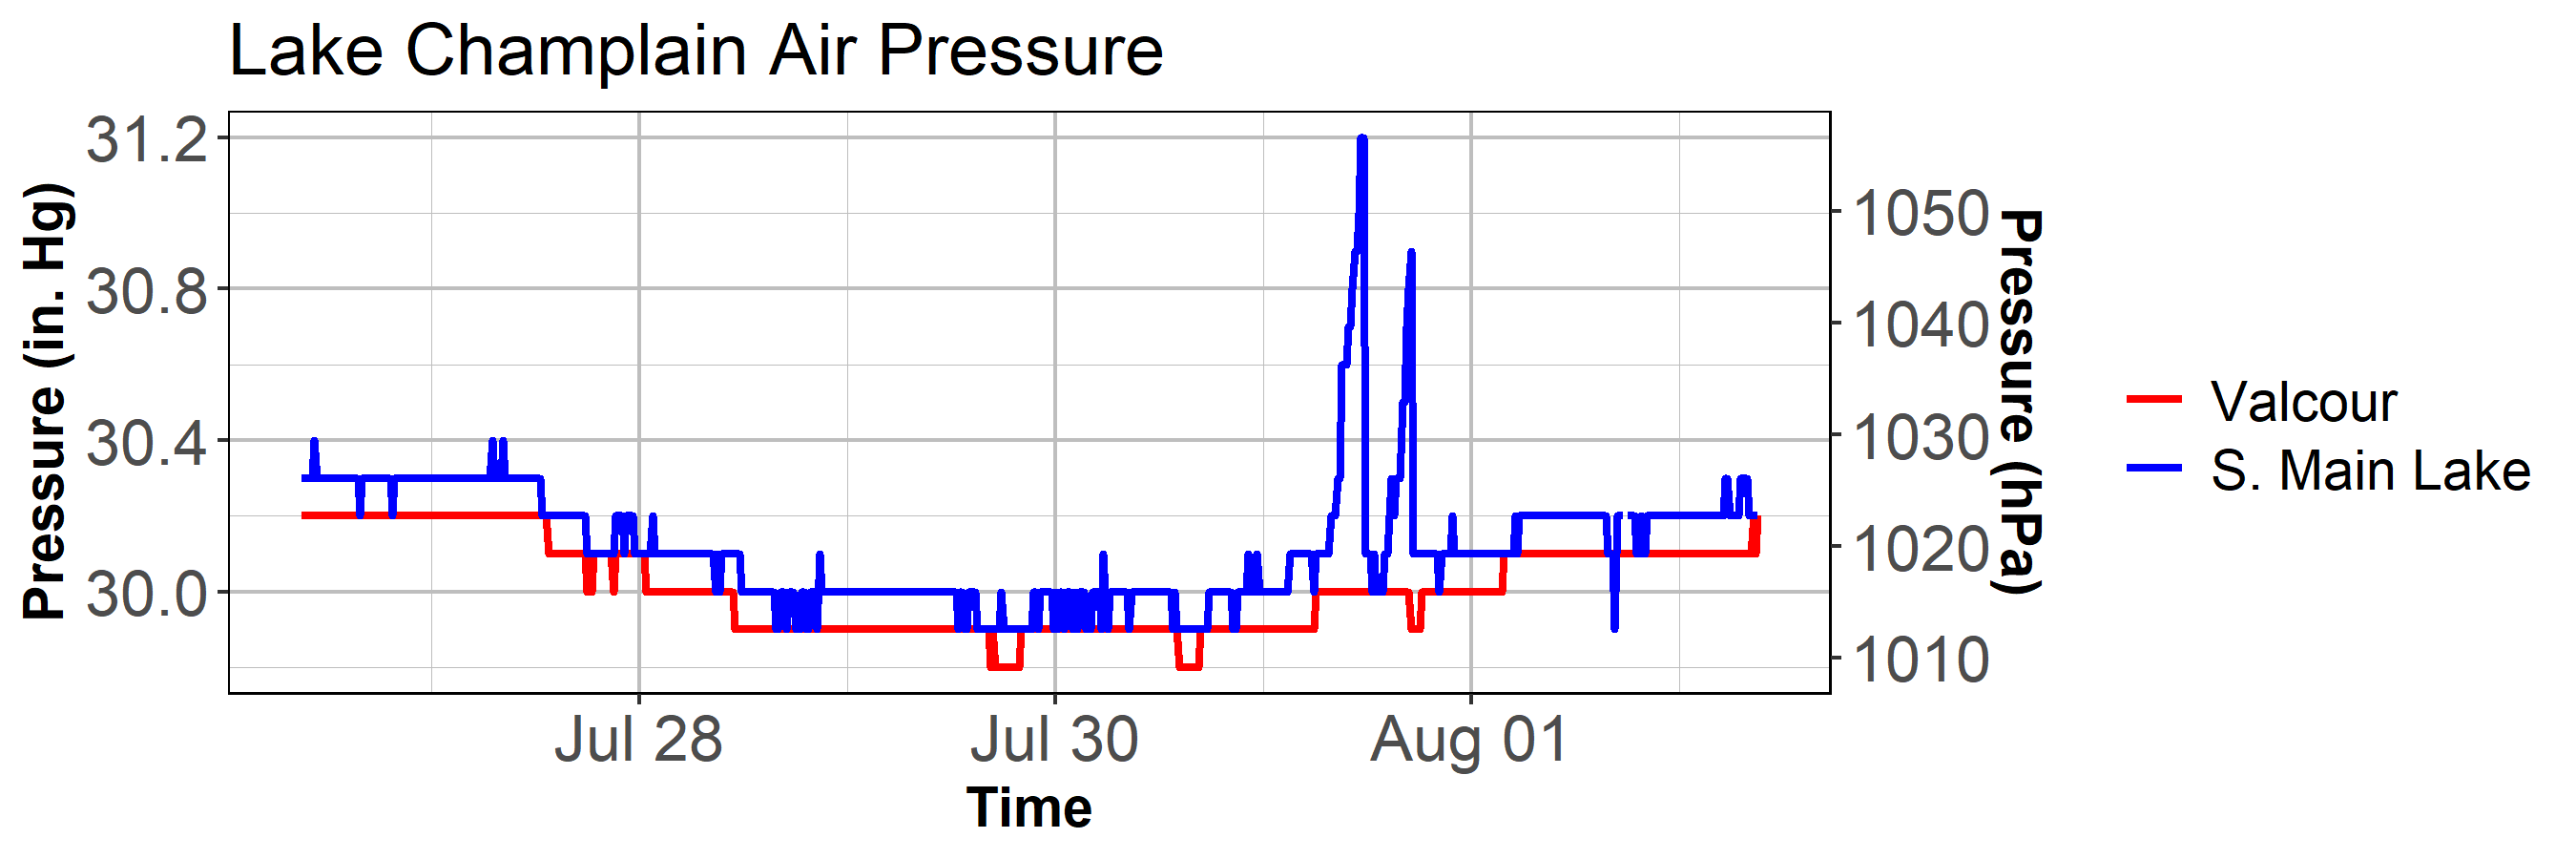 Lake Champlain Air Pressure
31.2
30.8
30.4
30.0
Pressure (in. Hg)
1050
1040
1030
1020
1010
Pressure (hPa)
Jul 28
Jul 30
Aug 01
Time
Valcour
S. Main Lake